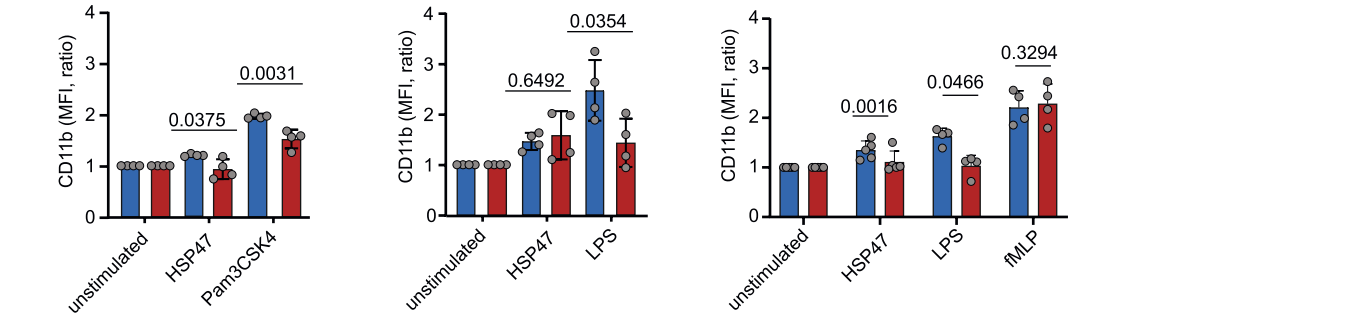 CD11b (MFI, ratio)
4
3
2
1
0
0.0375
0.0031
unstimulated
HSP47
Pam3CSK4
CD11b (MFI, ratio)
4
3
2
1
0
0.6492
0.0354
unstimulated
HSP47
LPS
CD11b (MFI, ratio)
4
3
2
1
0
0.0016
0.0466
0.3294
unstimulated
HSP47
LPS
fMLP